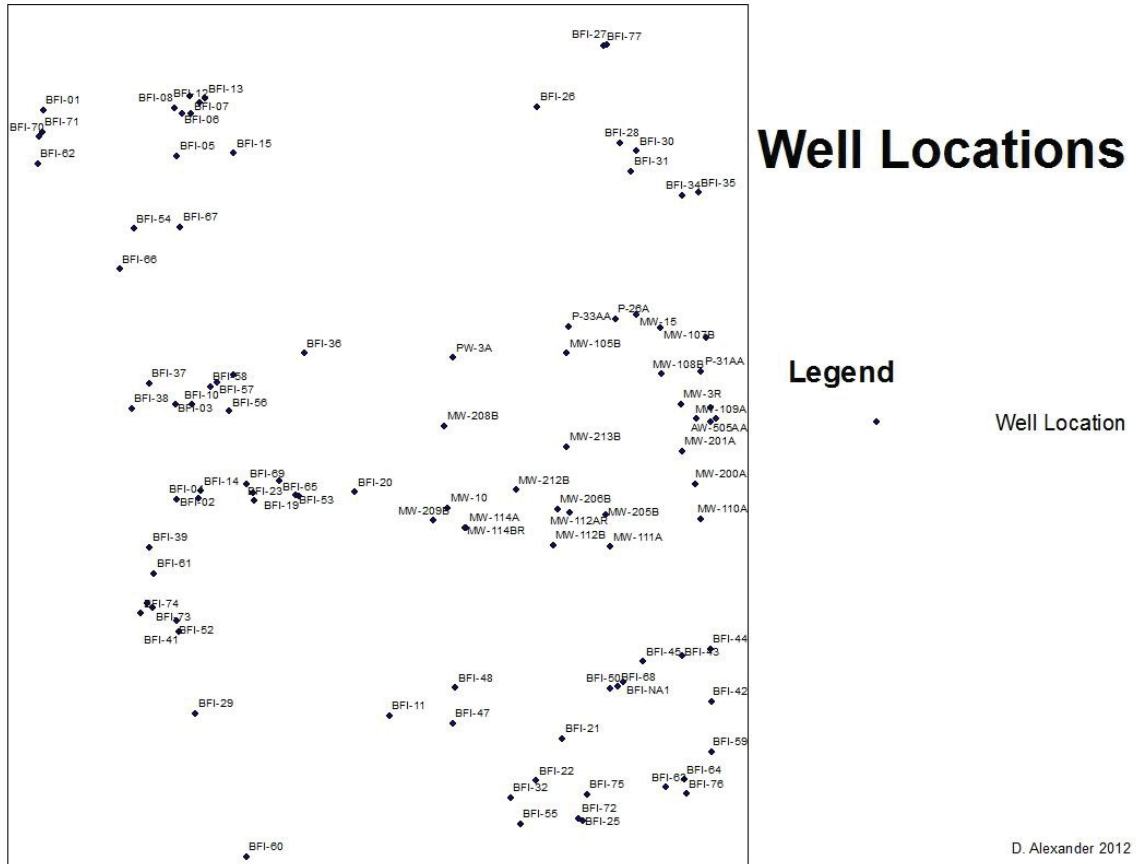 BFI-27
BFI-77
BFI-12
BFI-13
BFI-01
BFI-08
BFI-07
BFI-26
BFI-06
BFI-70
BFI-71
BFI-28
BFI-30
BFI-62
BFI-05
BFI-15
BFI-31
BFI-34
BFI-35
BFI-54
BFI-67
BFI-66
P-33AA
P-26A
MW-15
MW-107B
BFI-36
PW-3A
MW-105B
MW-108B
P-31AA
BFI-37
BFI-58
BFI-57
BFI-38
BFI-10
BFI-03
BFI-56
MW-3R
MW-208B
MW-109A
AW-505AA
MW-213B
MW-201A
BFI-04
BFI-14
BFI-69
BFI-65
BFI-20
MW-212B
MW-200A
BFI-02
BFI-23
BFI-19
BFI-53
MW-10
MW-206B
MW-209B
MW-114A
MW-112AR
MW-205B
MW-110A
MW-114BR
MW-112B
MW-111A
BFI-39
BFI-61
BFI-74
BFI-73
BFI-52
BFI-41
BFI-44
BFI-45
BFI-43
BFI-48
BFI-50
BFI-68
BFI-NA1
BFI-42
BFI-29
BFI-11
BFI-47
BFI-21
BFI-59
BFI-22
BFI-64
BFI-32
BFI-75
BFI-63
BFI-76
BFI-55
BFI-72
BFI-25
BFI-60
Well Locations
Legend
Well Location
D. Alexander 2012